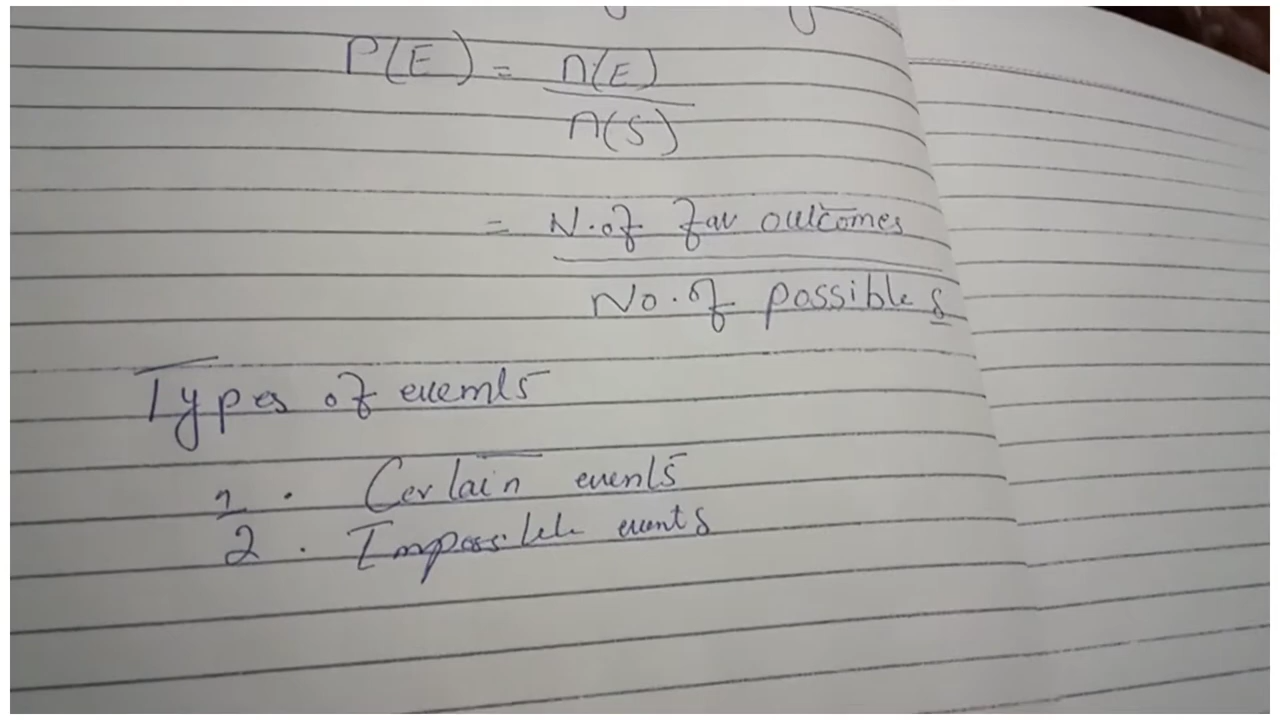 P(E) = n(E)
n(S)
= N.of fav outcomes
No.of possible s
Types of events
1. Certain events
2. Impossible events